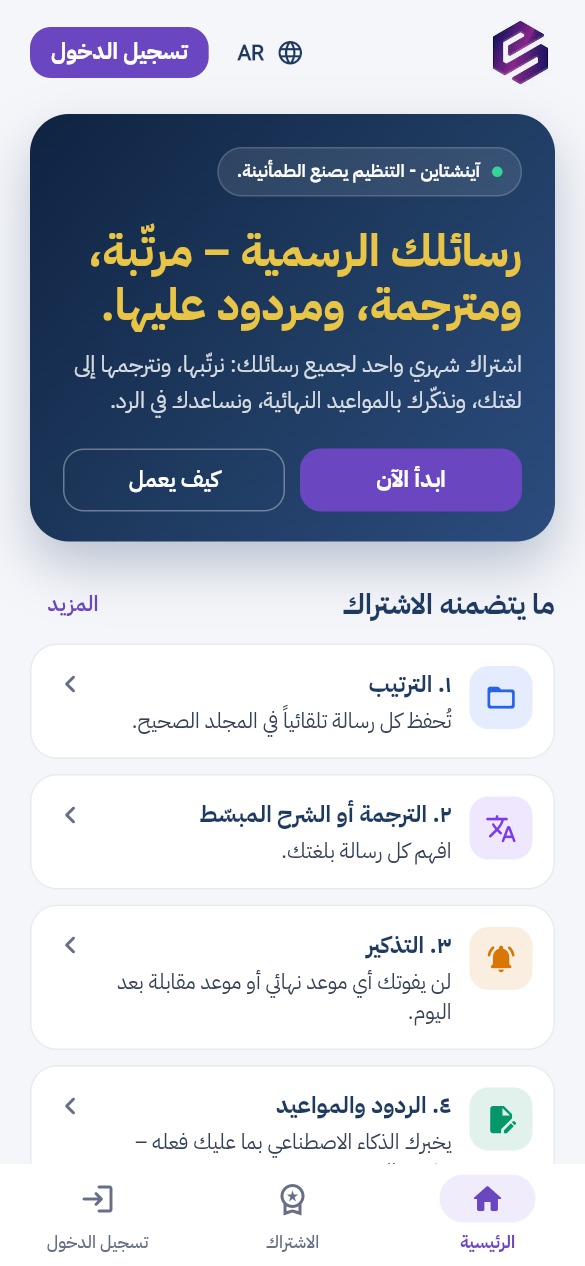 AR
تسجيل الدخول
آينشتاين - التنظيم يصنع الطمأنينة.
رسائلك الرسمية – مرتّبة،
ومترجمة، ومردود عليها.
اشتراك شهري واحد لجميع رسائلك: نرتّبها، ونترجمها إلى
لغتك، ونذكّرك بالمواعيد النهائية، ونساعدك في الرد.
ابدأ الآن
كيف يعمل
ما يتضمنه الاشتراك
المزيد
١. الترتيب
تُحفظ كل رسالة تلقائياً في المجلد الصحيح.
٢. الترجمة أو الشرح المبسّط
افهم كل رسالة بلغتك.
٣. التذكير
لن يفوتك أي موعد نهائي أو موعد مقابلة بعد
اليوم.
٤. الردود والمواعيد
يخبرك الذكاء الاصطناعي بما عليك فعله –
الرئيسية
الاشتراك
تسجيل الدخول